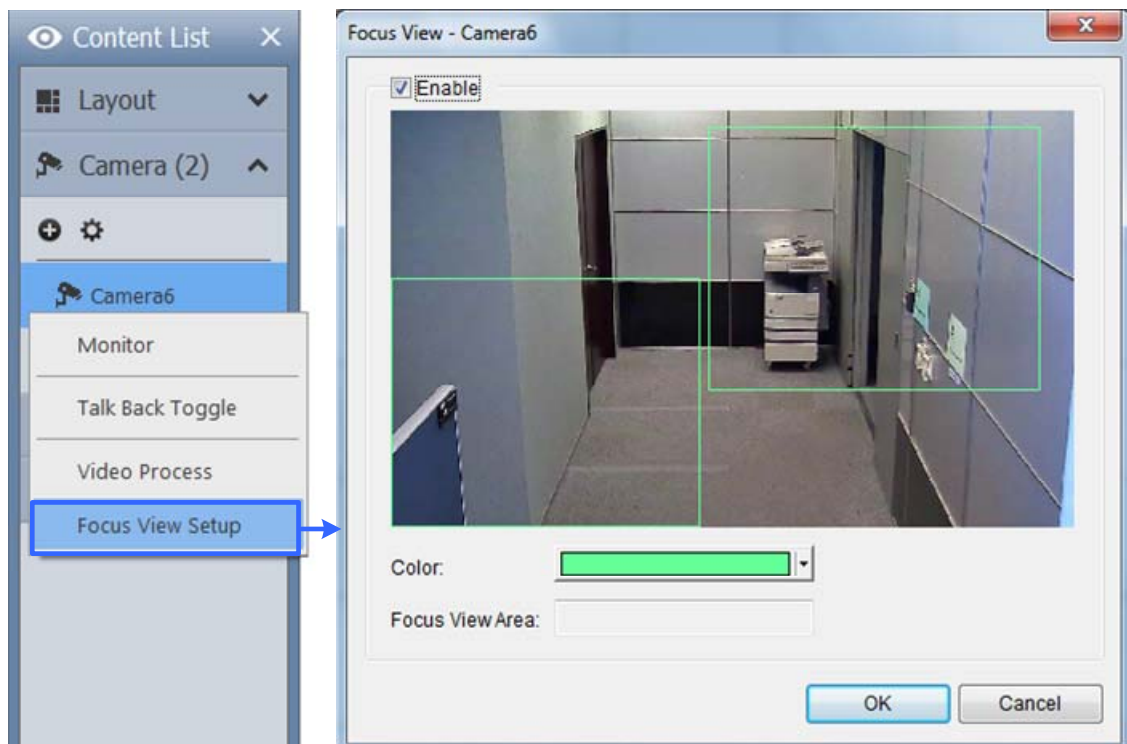 Content List
Layout
Camera (2)
Camera6
Monitor
Talk Back Toggle
Video Process
Focus View Setup
Focus View - Camera6
Enable
Color:
Focus View Area:
OK
Cancel